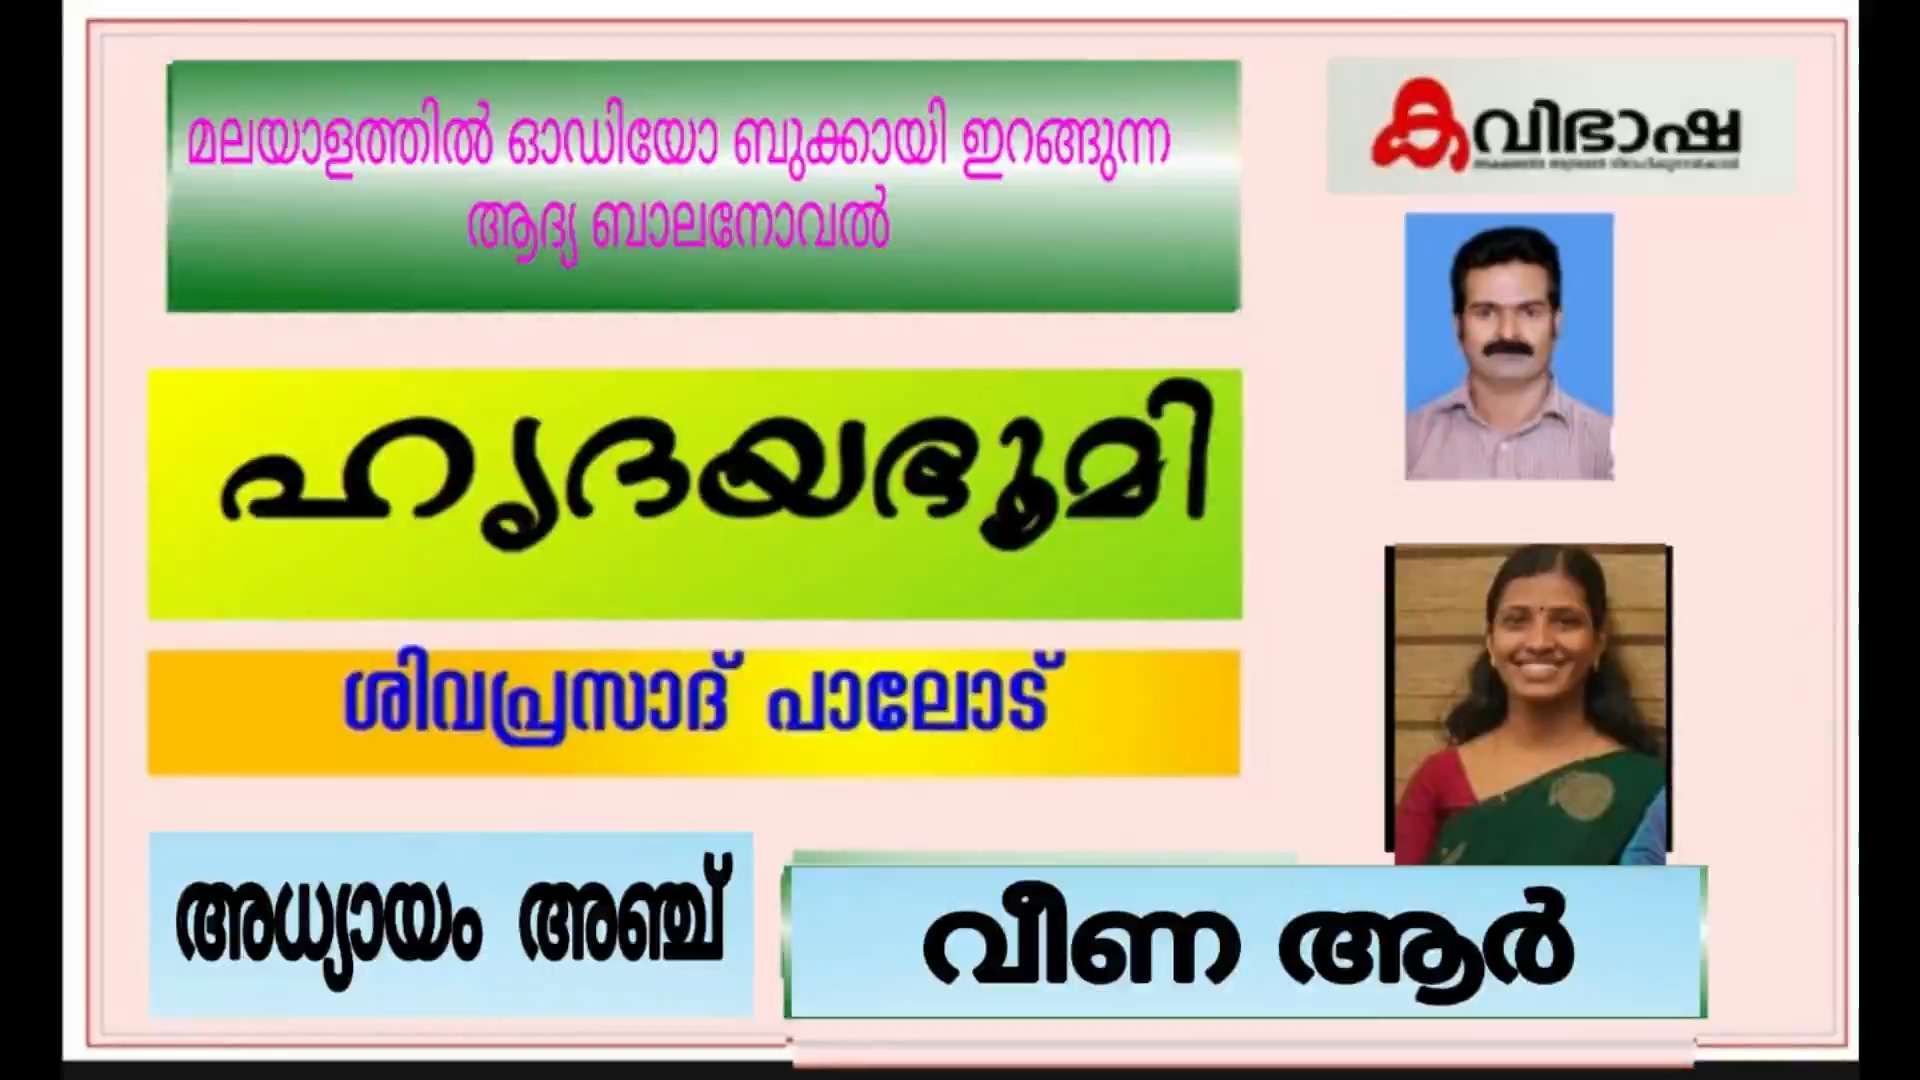 മലയാളത്തിൽ ഓഡിയോ ബുക്കായി ഇറങ്ങുന്ന
ആദ്യ ബാലനോവൽ
കവിഭാഷ
ഹൃദയഭൂമി
ശിവപ്രസാദ് പാലോട്
അധ്യായം അഞ്ച്
വീണ ആർ